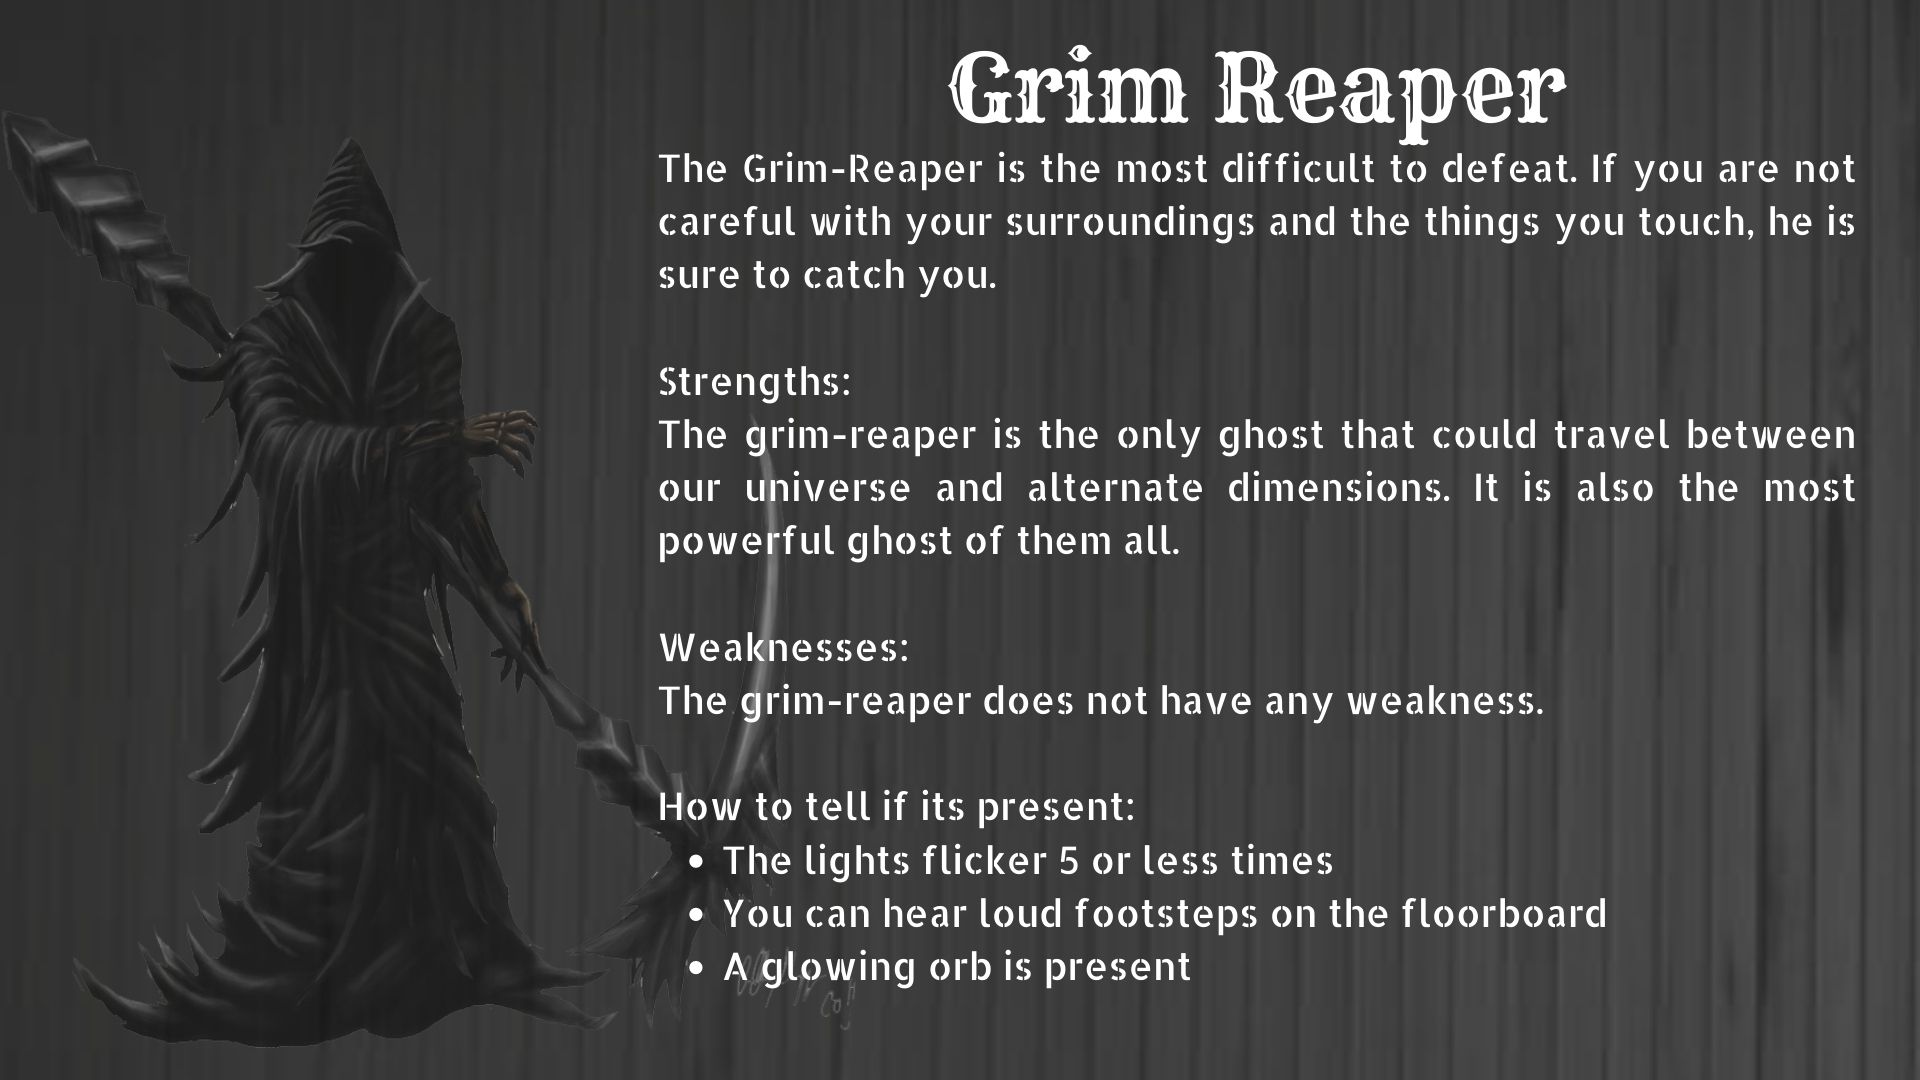 Grim Reaper
The Grim-Reaper is the most difficult to defeat. If you are not
careful with your surroundings and the things you touch, he is
sure to catch you.
Strengths:
The grim-reaper is the only ghost that could travel between
our universe and alternate dimensions. It is also the most
powerful ghost of them all.
Weaknesses:
The grim-reaper does not have any weakness.
How to tell if its present:
• The lights flicker 5 or less times
• You can hear loud footsteps on the floorboard
• A glowing orb is present